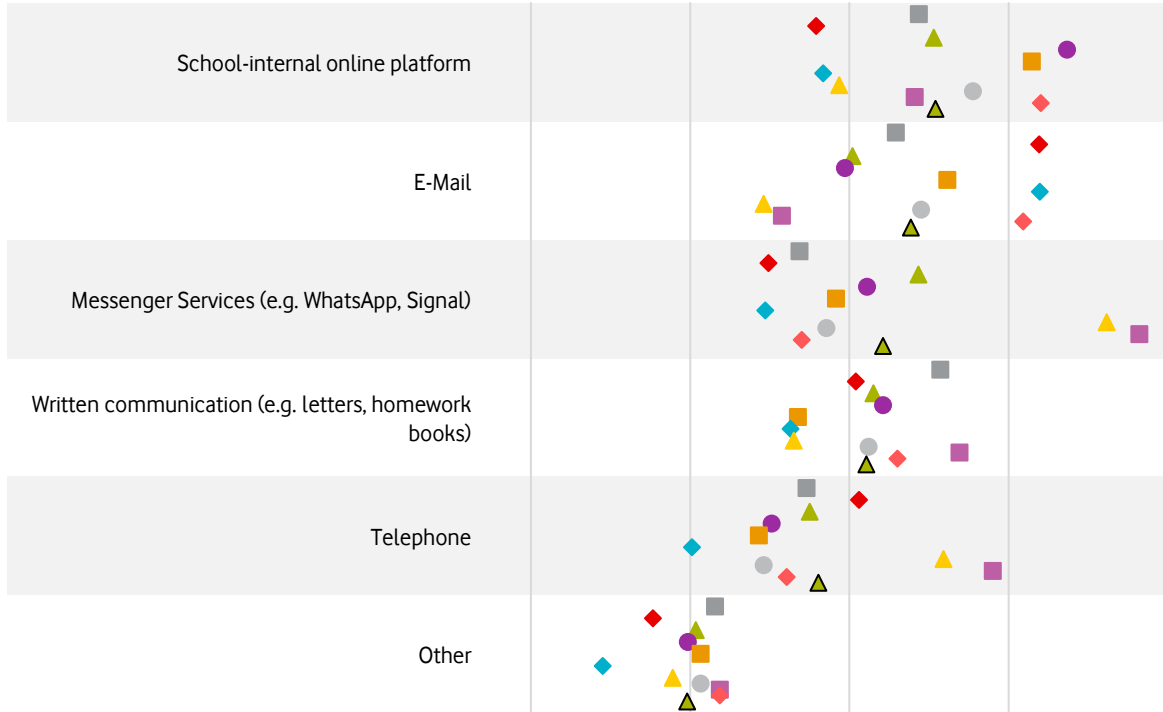 School-internal online platform
E-Mail
Messenger Services (e.g. WhatsApp, Signal)
Written communication (e.g. letters, homework
books)
Telephone
Other